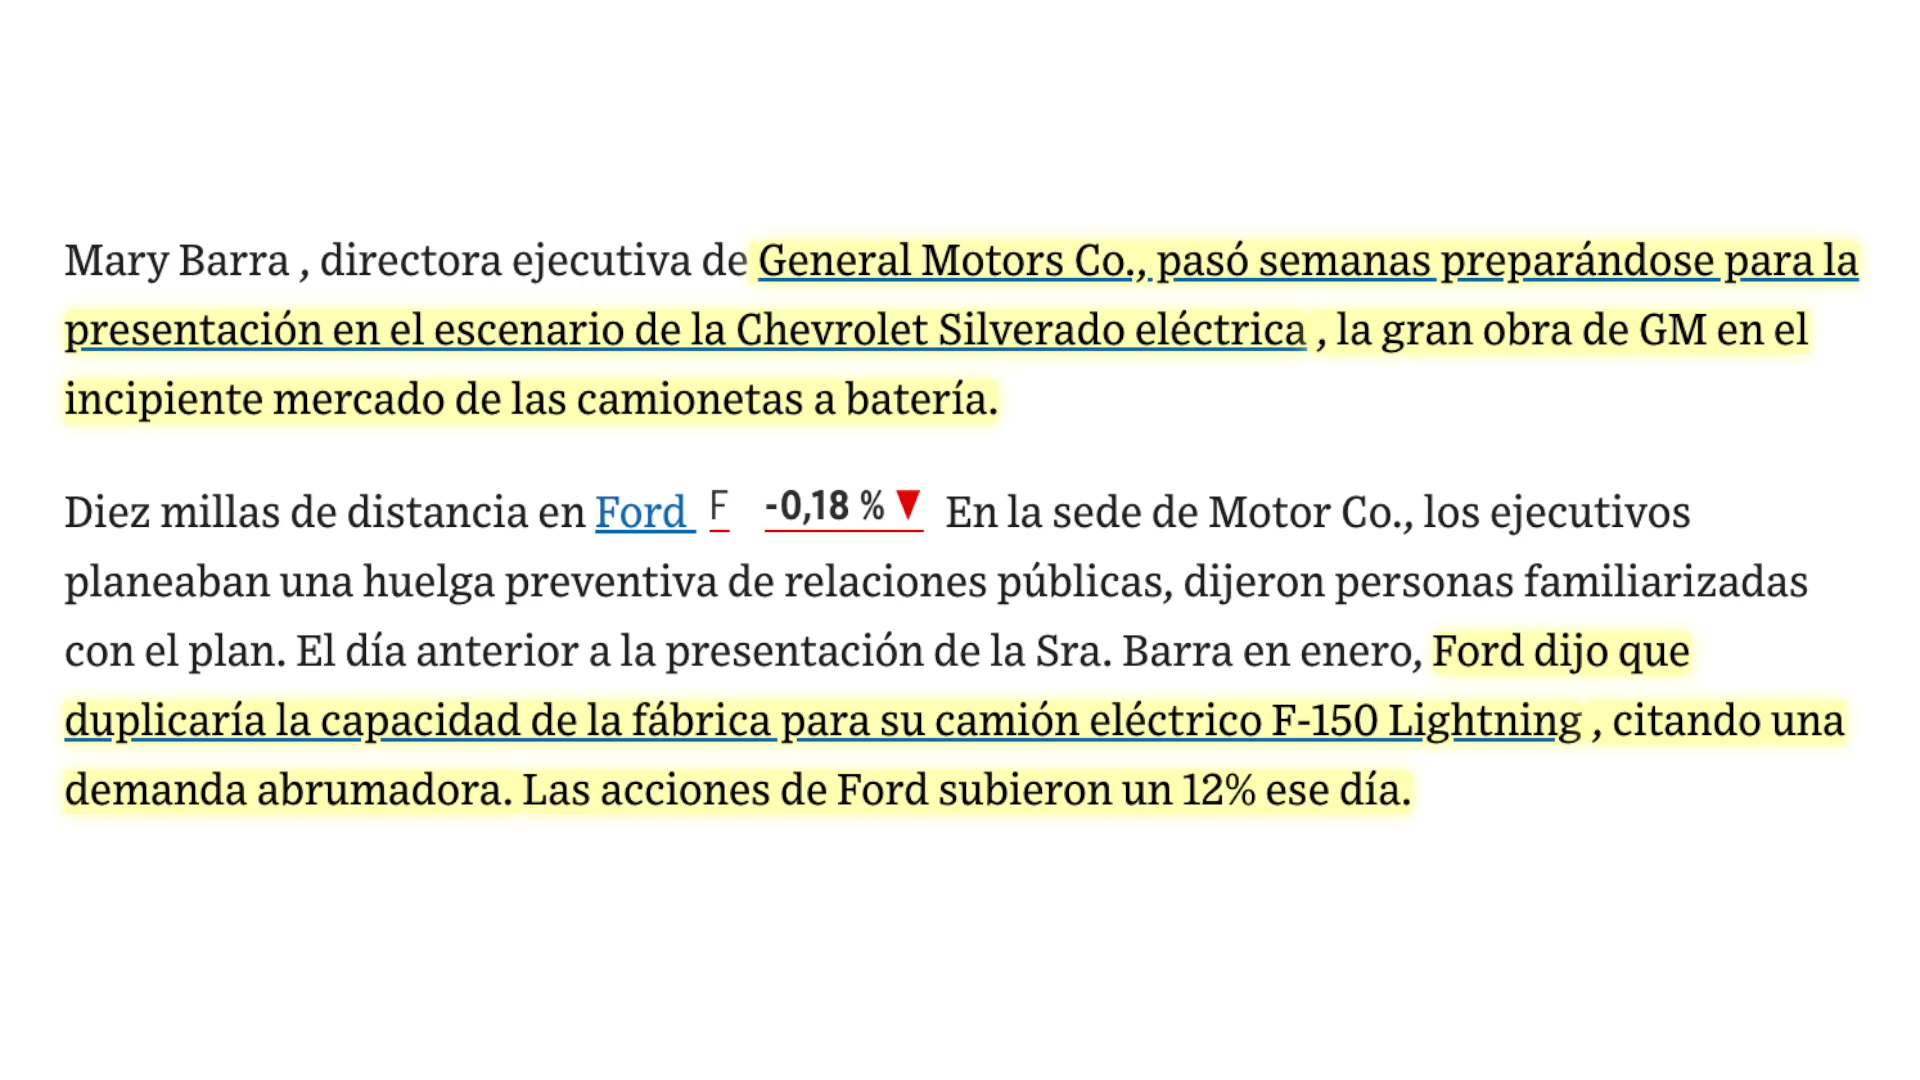 Mary Barra , directora ejecutiva de General Motors Co., pasó semanas preparándose para la
presentación en el escenario de la Chevrolet Silverado eléctrica , la gran obra de GM en el
incipiente mercado de las camionetas a batería.
Diez millas de distancia en Ford F -0,18 % ▼ En la sede de Motor Co., los ejecutivos
planeaban una huelga preventiva de relaciones públicas, dijeron personas familiarizadas
con el plan. El día anterior a la presentación de la Sra. Barra en enero, Ford dijo que
duplicaría la capacidad de la fábrica para su camión eléctrico F-150 Lightning , citando una
demanda abrumadora. Las acciones de Ford subieron un 12% ese día.